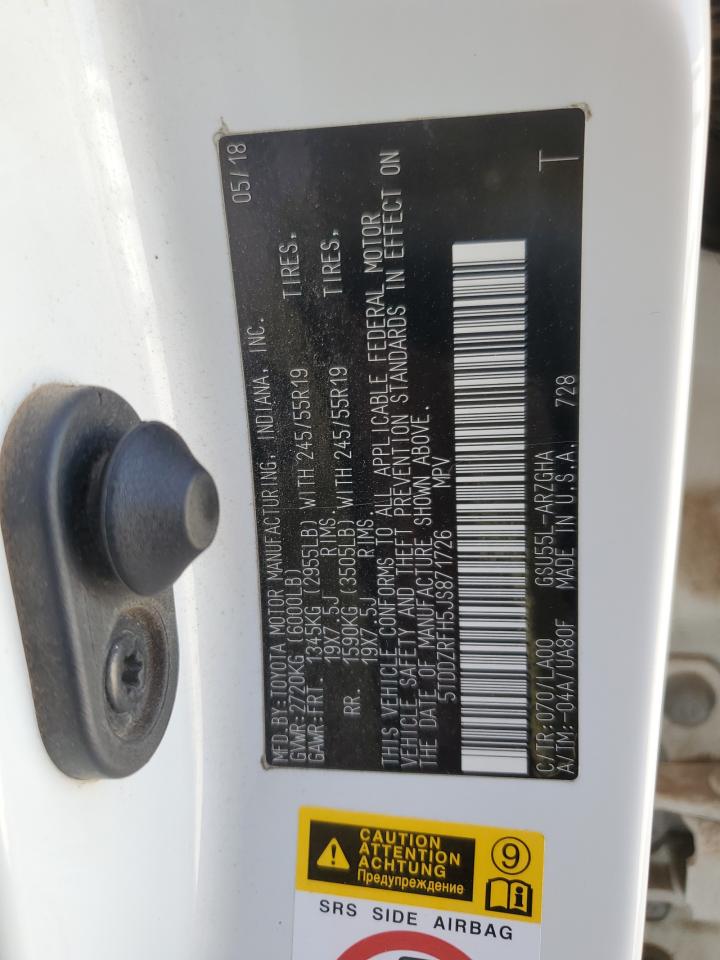 MFD.BY:TOYOTA MOTOR MANUFACTURING, INDIANA, INC. 05/18
GVWR:2720KG (6000LB)
GAWR:FRT. 1345KG (2955LB) WITH 245/55R19 TIRES,
19X7.5J RIMS.
RR. 1590KG (3505LB) WITH 245/55R19 TIRES,
19X7.5J RIMS.
THIS VEHICLE CONFORMS TO ALL APPLICABLE FEDERAL MOTOR
VEHICLE SAFETY AND THEFT PREVENTION STANDARDS IN EFFECT ON
THE DATE OF MANUFACTURE SHOWN ABOVE.
5TDDZRFH5JS871726 MPV
C/TR:070/LA00 GSU55L-ARZGHA T
A/TM:-04A/UA80F MADE IN U.S.A. 728
CAUTION
ATTENTION
ACHTUNG
Предупреждение
9
SRS SIDE AIRBAG